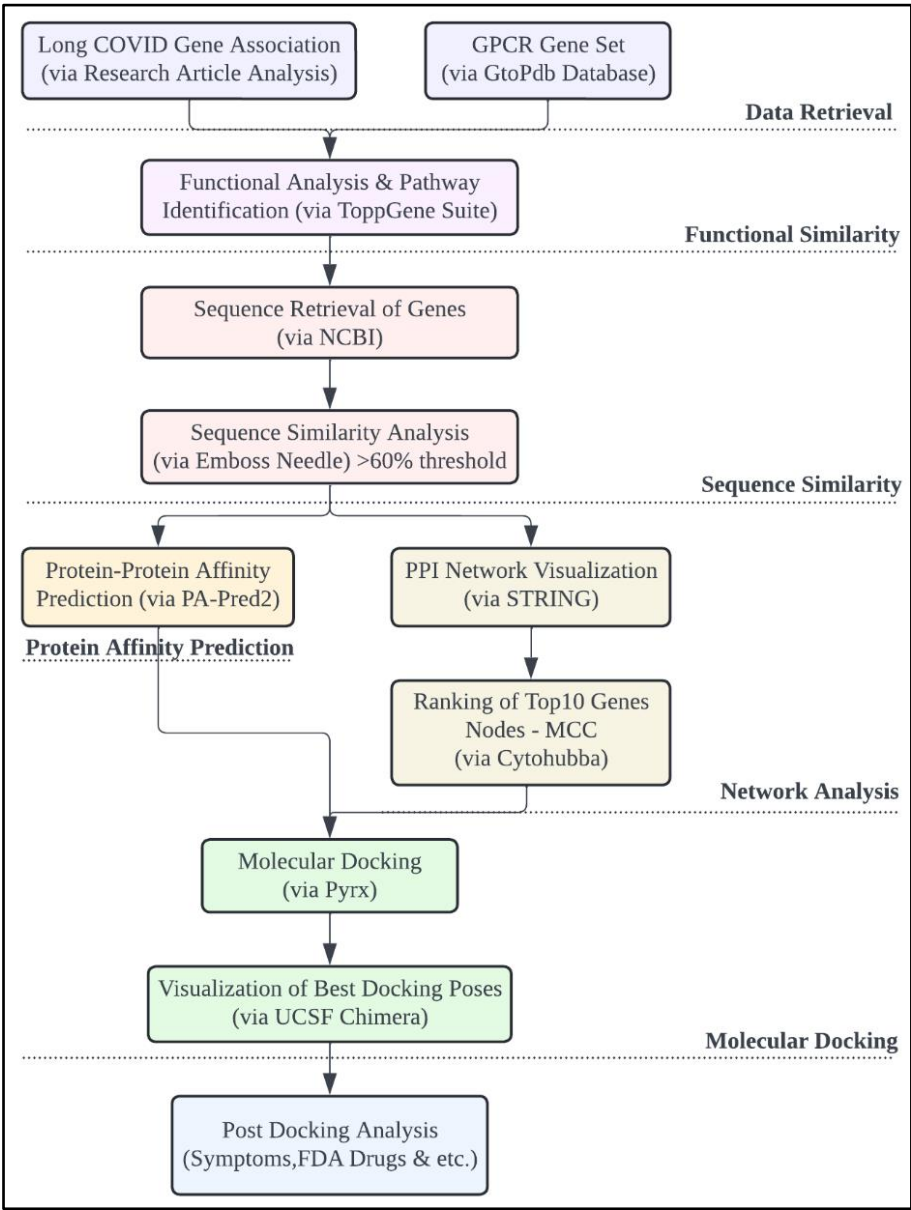 Long COVID Gene Association
(via Research Article Analysis)
GPCR Gene Set
(via GtoPdb Database)
Data Retrieval
Functional Analysis & Pathway
Identification (via ToppGene Suite)
Functional Similarity
Sequence Retrieval of Genes
(via NCBI)
Sequence Similarity Analysis
(via Emboss Needle) >60% threshold
Sequence Similarity
Protein-Protein Affinity
Prediction (via PA-Pred2)
PPI Network Visualization
(via STRING)
Protein Affinity Prediction
Ranking of Top10 Genes
Nodes - MCC
(via Cytohubba)
Network Analysis
Molecular Docking
(via Pyrx)
Visualization of Best Docking Poses
(via UCSF Chimera)
Molecular Docking
Post Docking Analysis
(Symptoms,FDA Drugs & etc.)